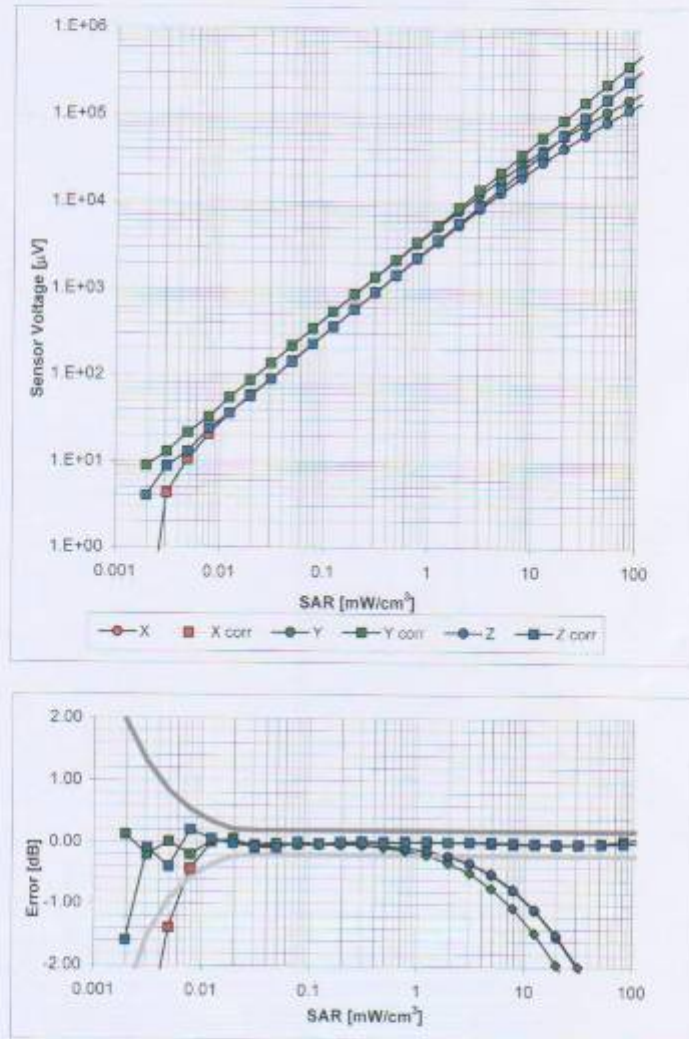 1.E+06
1.E+05
1.E+04
1.E+03
1.E+02
1.E+01
1.E+00
Sensor Voltage [µV]
0.001 0.01 0.1 1 10 100
SAR [mW/cm³]
X X corr Y Y corr Z Z corr
2.00
1.00
0.00
-1.00
-2.00
Error [dB]
0.001 0.01 0.1 1 10 100
SAR [mW/cm³]